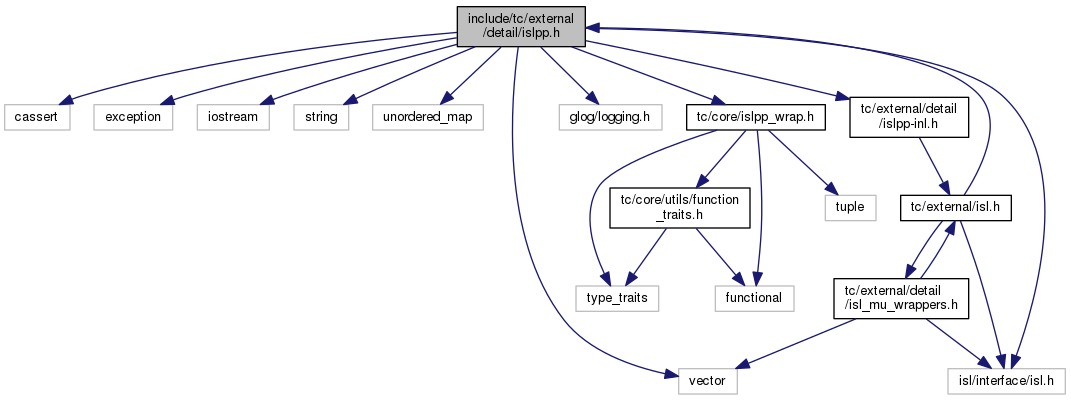 include/tc/external
/detail/islpp.h
cassert
exception
iostream
string
unordered_map
glog/logging.h
tc/core/islpp_wrap.h
tc/external/detail
/islpp-inl.h
tc/core/utils/function
_traits.h
tuple
tc/external/isl.h
type_traits
functional
tc/external/detail
/isl_mu_wrappers.h
vector
isl/interface/isl.h